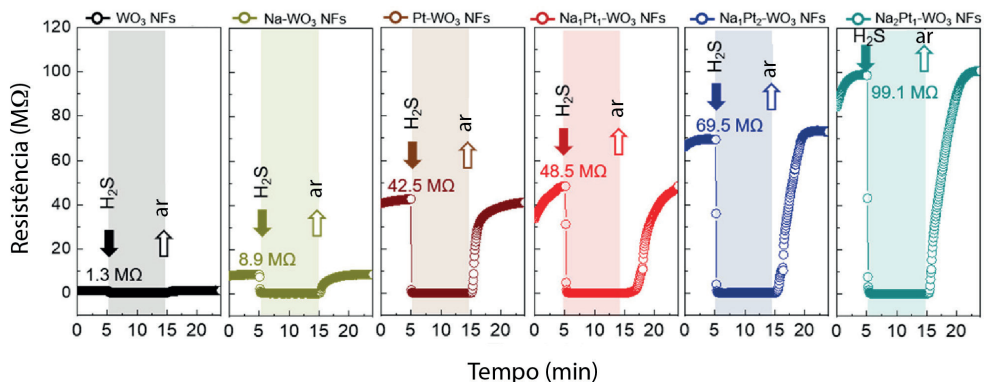 WO₃ NFs
Na-WO₃ NFs
Pt-WO₃ NFs
Na₁Pt₁-WO₃ NFs
Na₁Pt₂-WO₃ NFs
Na₂Pt₁-WO₃ NFs
Resistência (MΩ)
120
100
80
60
40
20
0
H₂S
ar
1.3 MΩ
H₂S
ar
8.9 MΩ
H₂S
ar
42.5 MΩ
H₂S
ar
48.5 MΩ
H₂S
ar
69.5 MΩ
H₂S
ar
99.1 MΩ
0 5 10 15 20
0 5 10 15 20
0 5 10 15 20
0 5 10 15 20
0 5 10 15 20
0 5 10 15 20
Tempo (min)